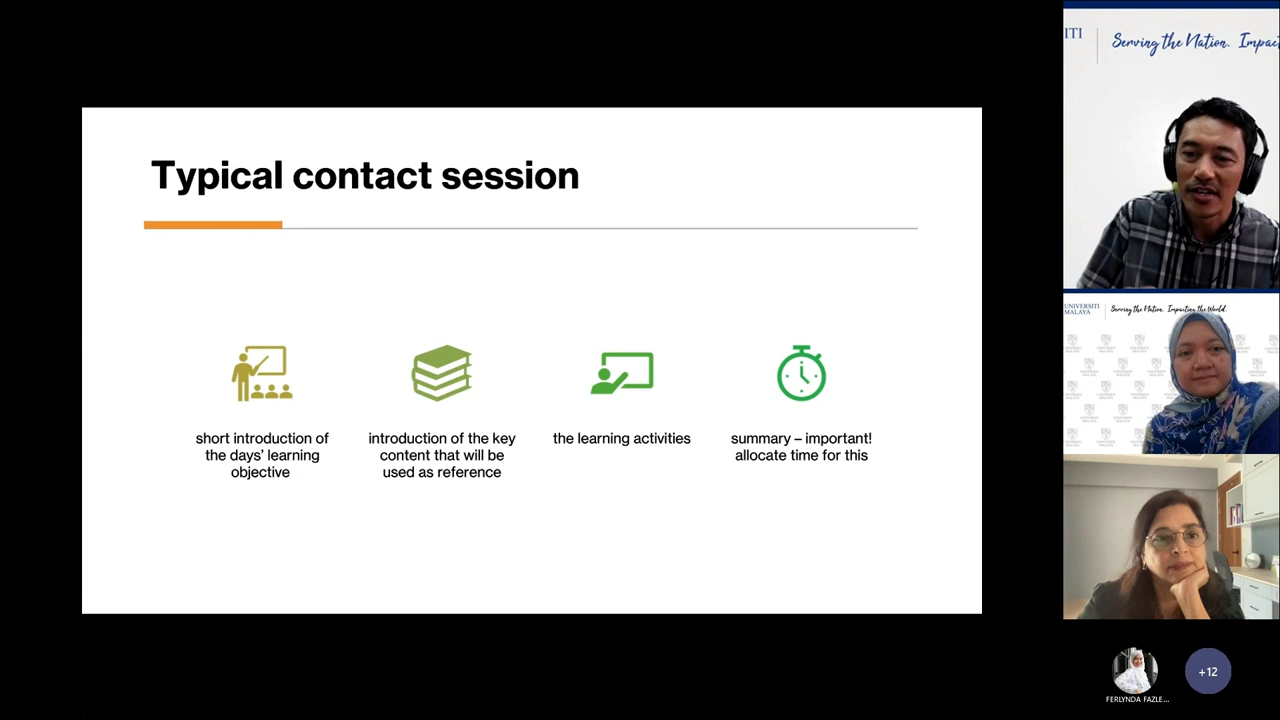 Typical contact session
short introduction of
the days’ learning
objective
introduction of the key
content that will be
used as reference
the learning activities
summary – important!
allocate time for this
ITI
Serving the Nation. Impact
UNIVERSITI
MALAYA
Serving the Nation. Impacting the World.
FERLYNDA FAZLE...
+12